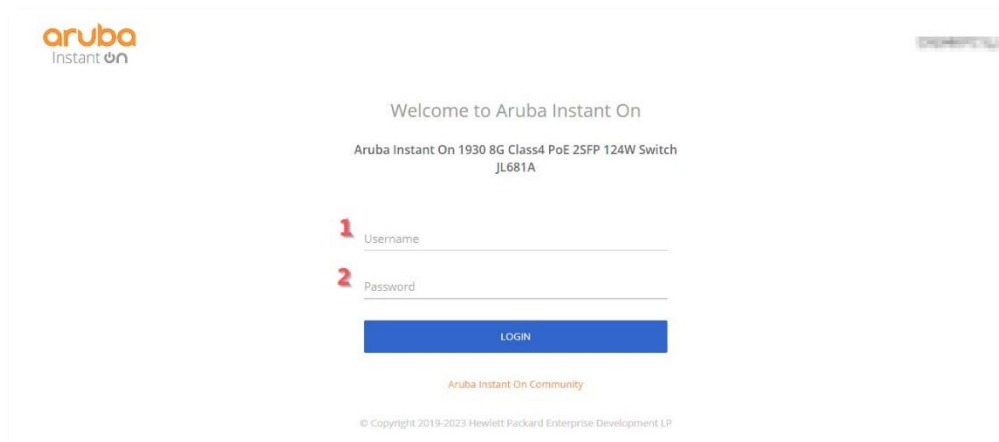 aruba
Instant on
Welcome to Aruba Instant On
Aruba Instant On 1930 8G Class4 PoE 2SFP 124W Switch
JL681A
1
Username
2
Password
LOGIN
Aruba Instant On Community
© Copyright 2019-2023 Hewlett Packard Enterprise Development LP